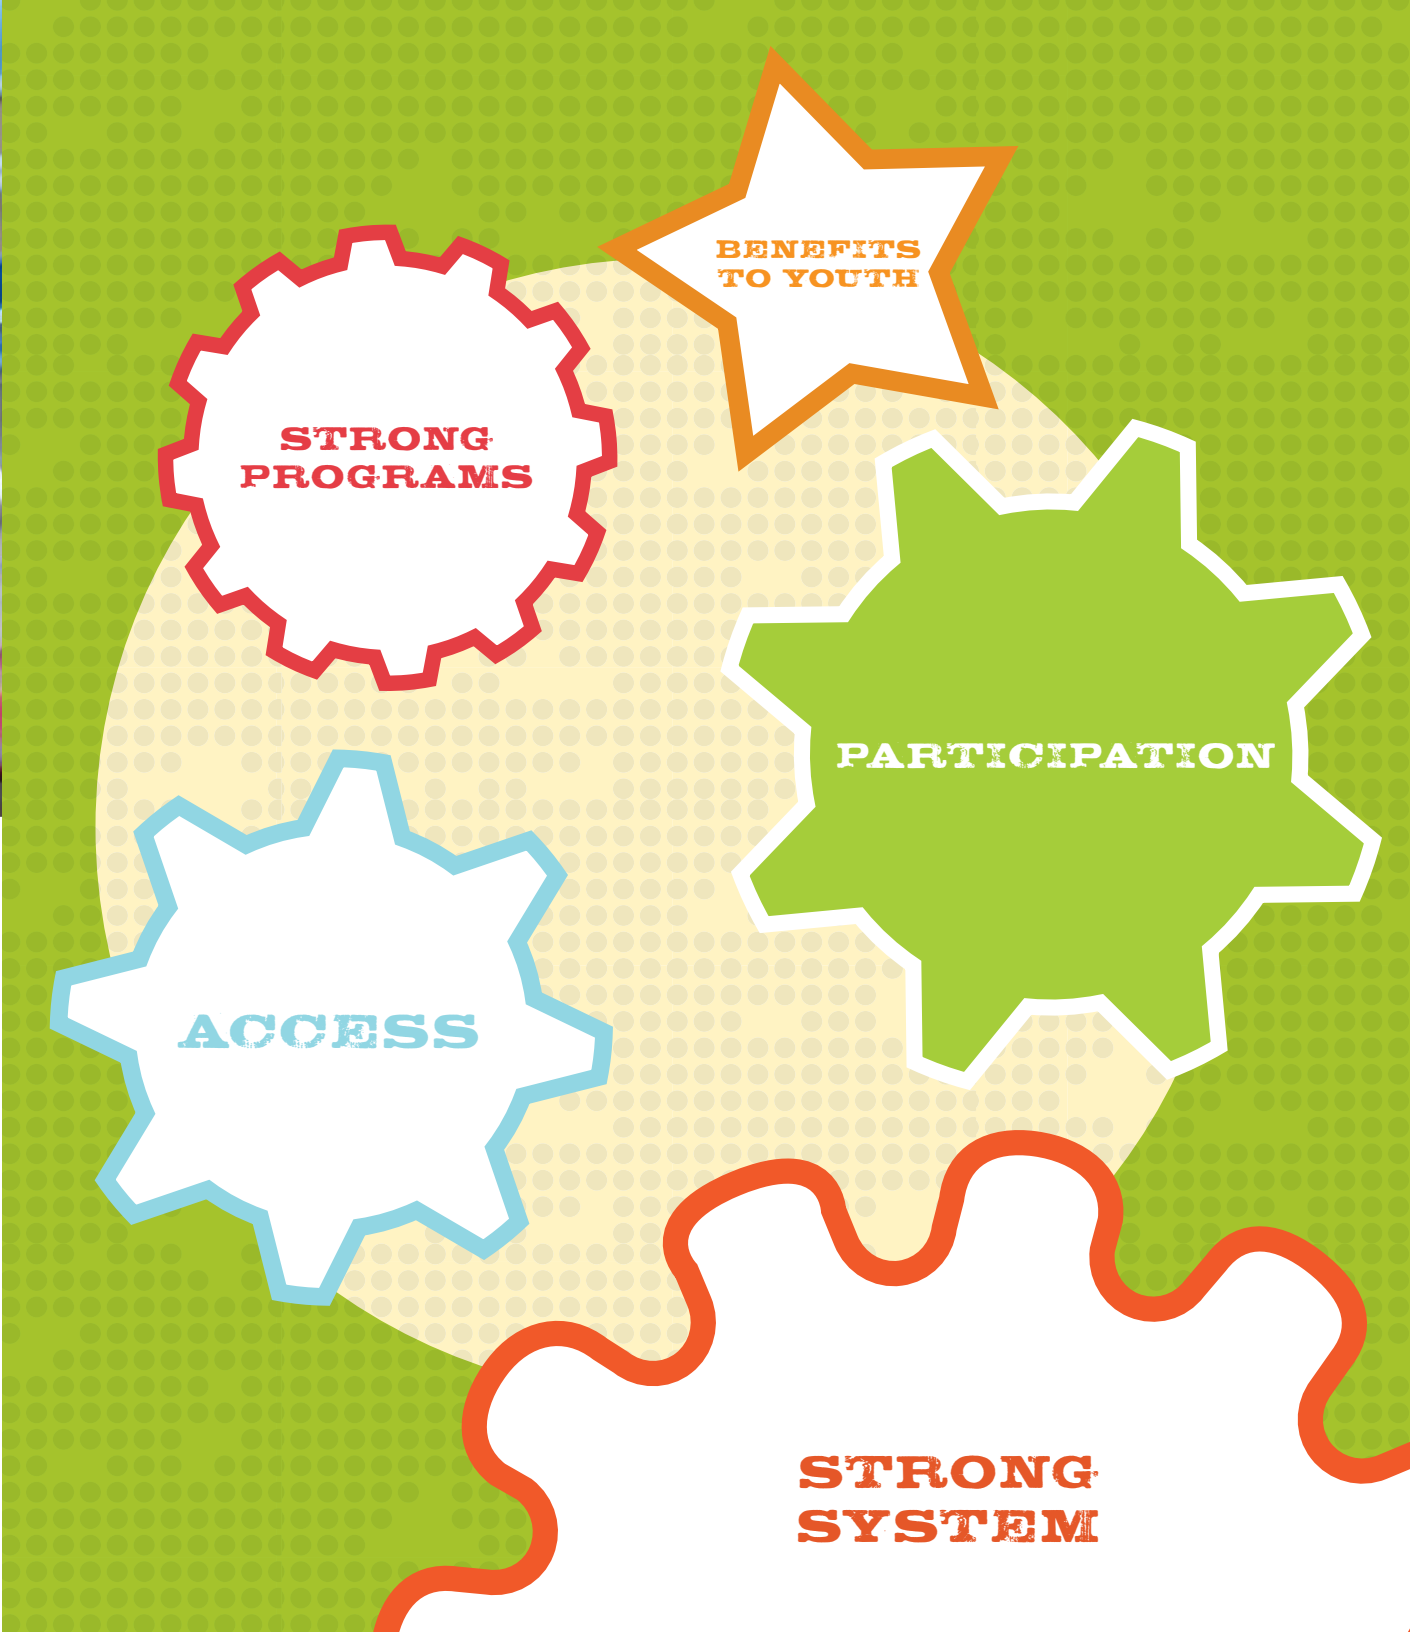 BENEFITS
TO YOUTH
STRONG
PROGRAMS
PARTICIPATION
ACCESS
STRONG
SYSTEM